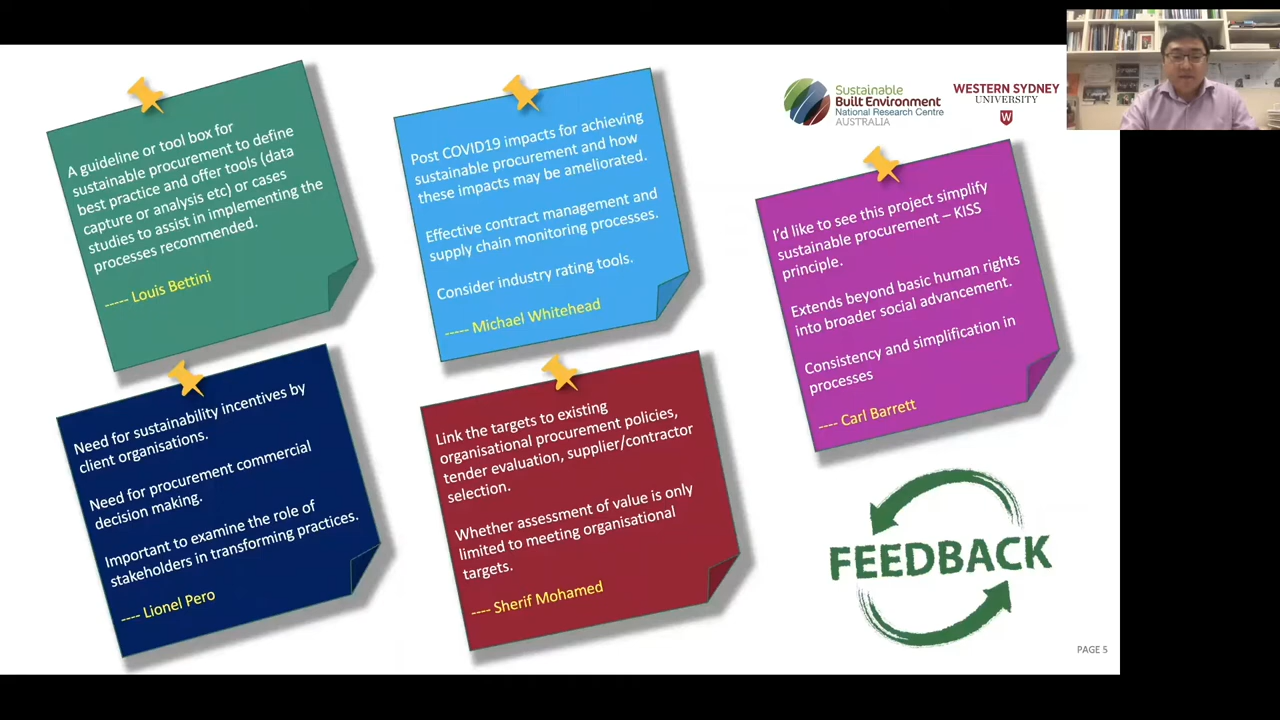 A guideline or tool box for
sustainable procurement to define
best practice and offer tools (data
capture or analysis etc) or cases
studies to assist in implementing the
processes recommended.
----- Louis Bettini
Post COVID19 impacts for achieving
sustainable procurement and how
these impacts may be ameliorated.
Effective contract management and
supply chain monitoring processes.
Consider industry rating tools.
----- Michael Whitehead
Sustainable
Built Environment
National Research Centre
AUSTRALIA
WESTERN SYDNEY
UNIVERSITY
W
I'd like to see this project simplify
sustainable procurement – KISS
principle.
Extends beyond basic human rights
into broader social advancement.
Consistency and simplification in
processes
---- Carl Barrett
Need for sustainability incentives by
client organisations.
Need for procurement commercial
decision making.
Important to examine the role of
stakeholders in transforming practices.
---- Lionel Pero
Link the targets to existing
organisational procurement policies,
tender evaluation, supplier/contractor
selection.
Whether assessment of value is only
limited to meeting organisational
targets.
---- Sherif Mohamed
FEEDBACK
PAGE 5